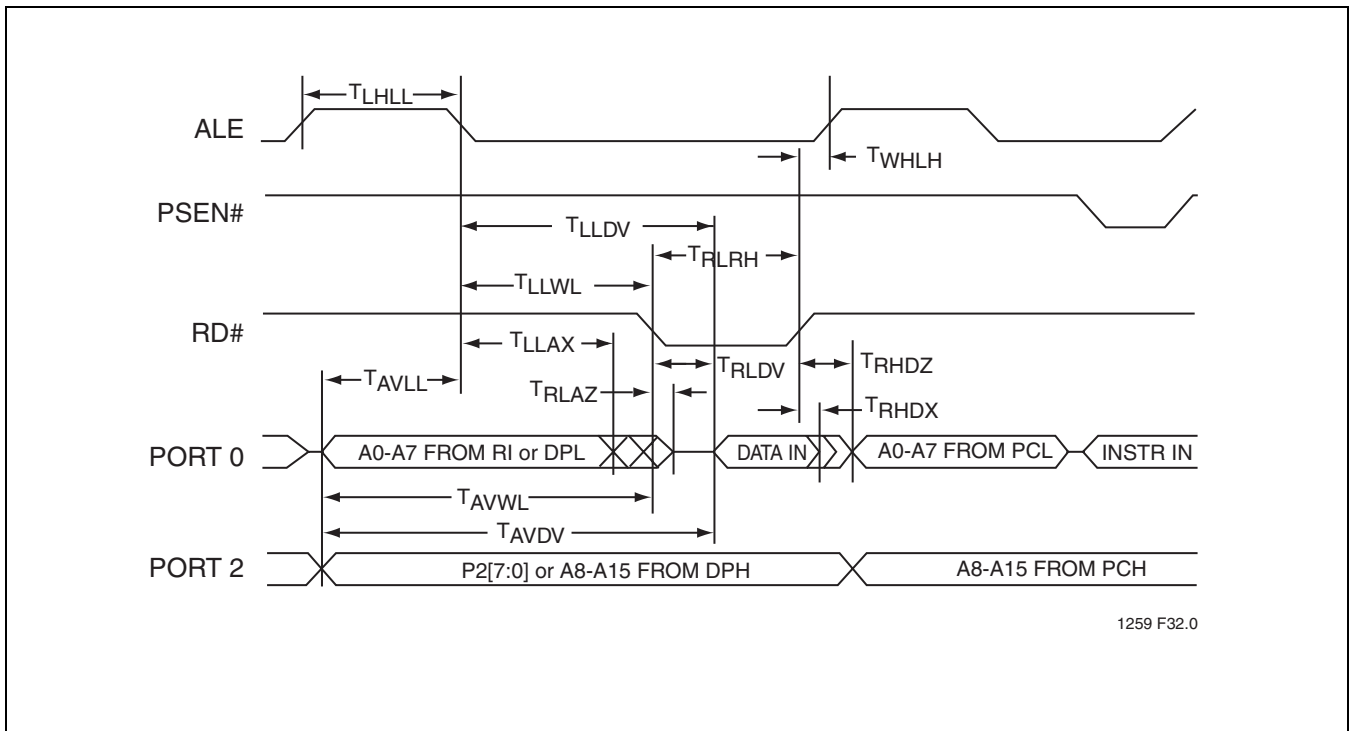 TLHLL
ALE
TWHLH
PSEN#
TLLDV
TRLRH
TLLWL
RD#
TLLAX
TRLDV
TRHDZ
TAVLL
TRLAZ
TRHDX
PORT 0
A0-A7 FROM RI or DPL
DATA IN
A0-A7 FROM PCL
INSTR IN
TAVWL
TAVDV
PORT 2
P2[7:0] or A8-A15 FROM DPH
A8-A15 FROM PCH
1259 F32.0